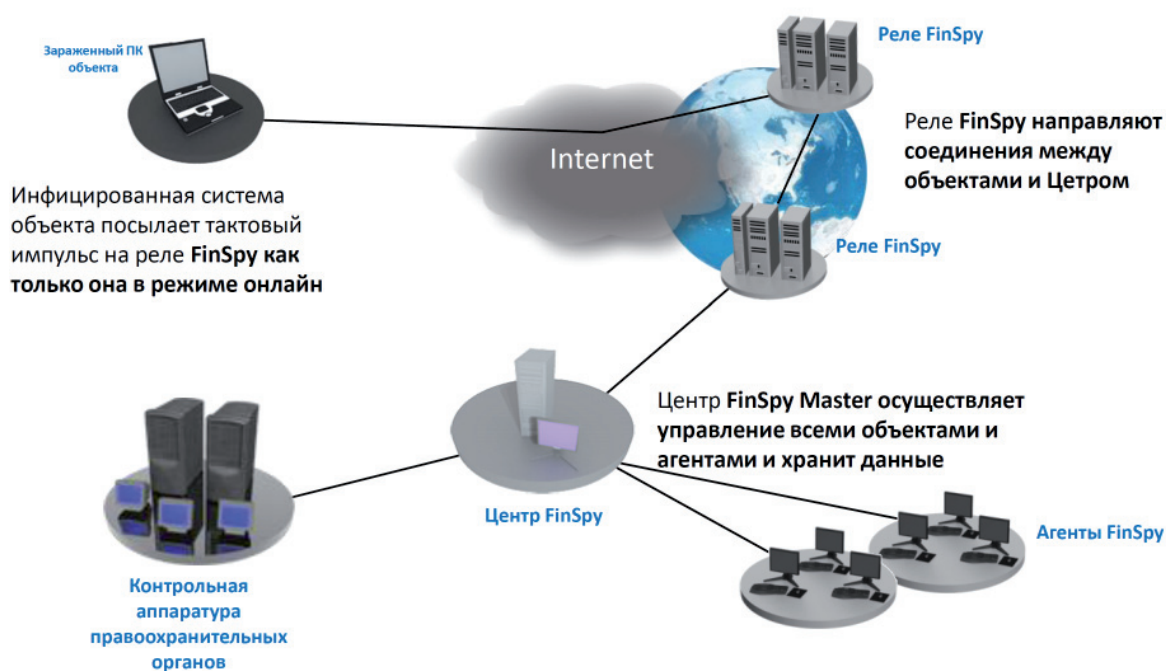 Зараженный ПК
объекта
Реле FinSpy
Internet
Реле FinSpy направляют
соединения между
объектами и Цетром
Инфицированная система
объекта посылает тактовый
импульс на реле FinSpy как
только она в режиме онлайн
Реле FinSpy
Центр FinSpy Master осуществляет
управление всеми объектами и
агентами и хранит данные
Центр FinSpy
Агенты FinSpy
Контрольная
аппаратура
правоохранительных
органов